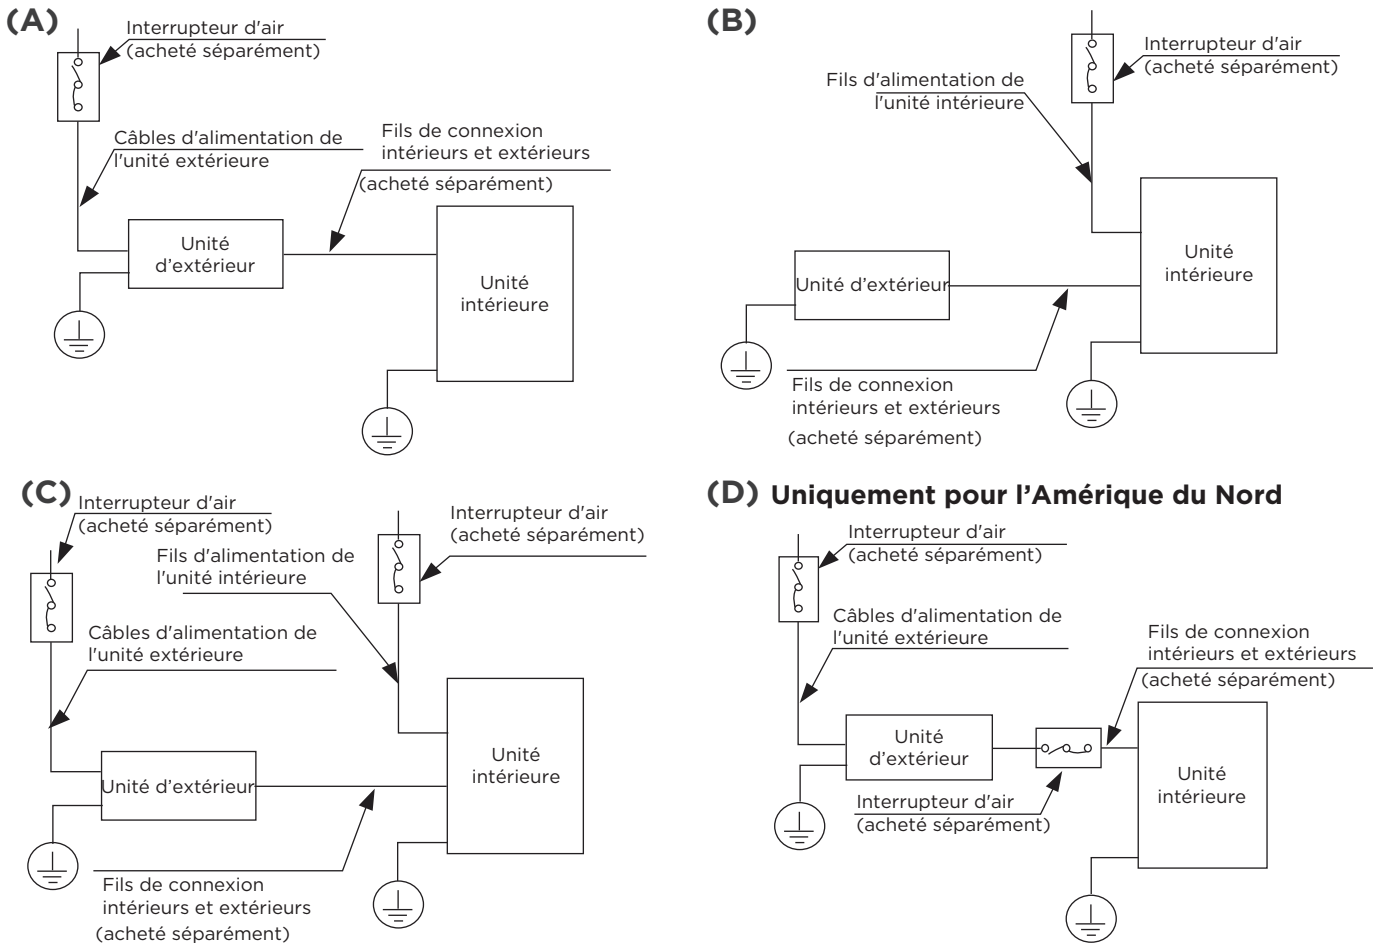 (A)
Interrupteur d'air
(acheté séparément)
Câbles d'alimentation de
l'unité extérieure
Fils de connexion
intérieurs et extérieurs
(acheté séparément)
Unité
d’extérieur
Unité
intérieure
(B)
Interrupteur d'air
(acheté séparément)
Fils d'alimentation de
l'unité intérieure
Unité
intérieure
Unité d’extérieur
Fils de connexion
intérieurs et extérieurs
(acheté séparément)
(C)
Interrupteur d'air
(acheté séparément)
Interrupteur d'air
(acheté séparément)
Fils d'alimentation de
l'unité intérieure
Câbles d'alimentation de
l'unité extérieure
Unité
intérieure
Unité d’extérieur
Fils de connexion
intérieurs et extérieurs
(acheté séparément)
(D) Uniquement pour l’Amérique du Nord
Interrupteur d'air
(acheté séparément)
Câbles d'alimentation de
l'unité extérieure
Fils de connexion
intérieurs et extérieurs
(acheté séparément)
Unité
d’extérieur
Unité
intérieure
Interrupteur d'air
(acheté séparément)